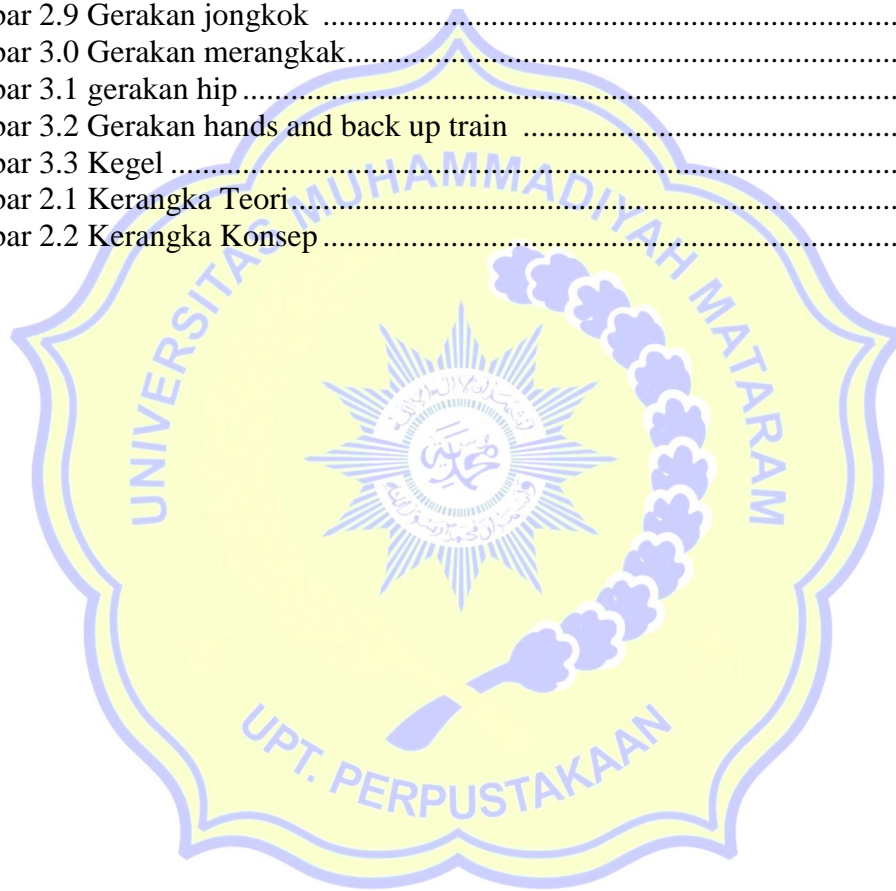 bar 2.9 Gerakan jongkok ........................................................................
bar 3.0 Gerakan merangkak........................................................................
bar 3.1 gerakan hip ........................................................................
bar 3.2 Gerakan hands and back up train ........................................................................
bar 3.3 Kegel ........................................................................
bar 2.1 Kerangka Teori........................................................................
bar 2.2 Kerangka Konsep ........................................................................
UNIVERSITAS MUHAMMADIYAH MATARAM
UPT. PERPUSTAKAAN